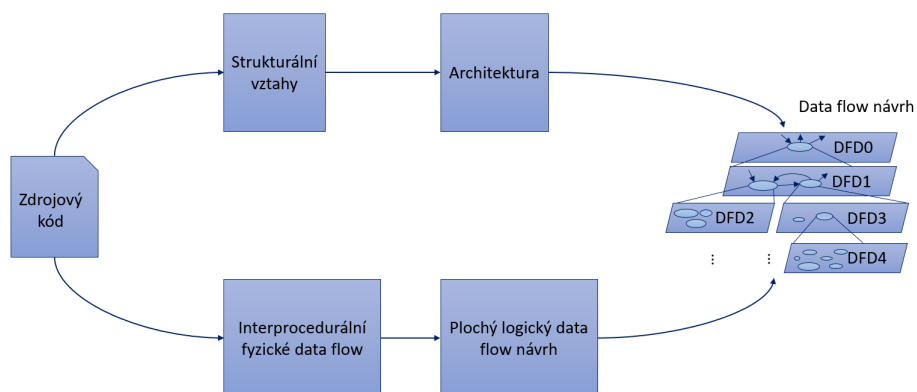 Strukturální
vztahy
Architektura
Data flow návrh
DFD0
DFD1
DFD2
DFD3
DFD4
Zdrojový
kód
Interprocedurální
fyzické data flow
Plochý logický data
flow návrh